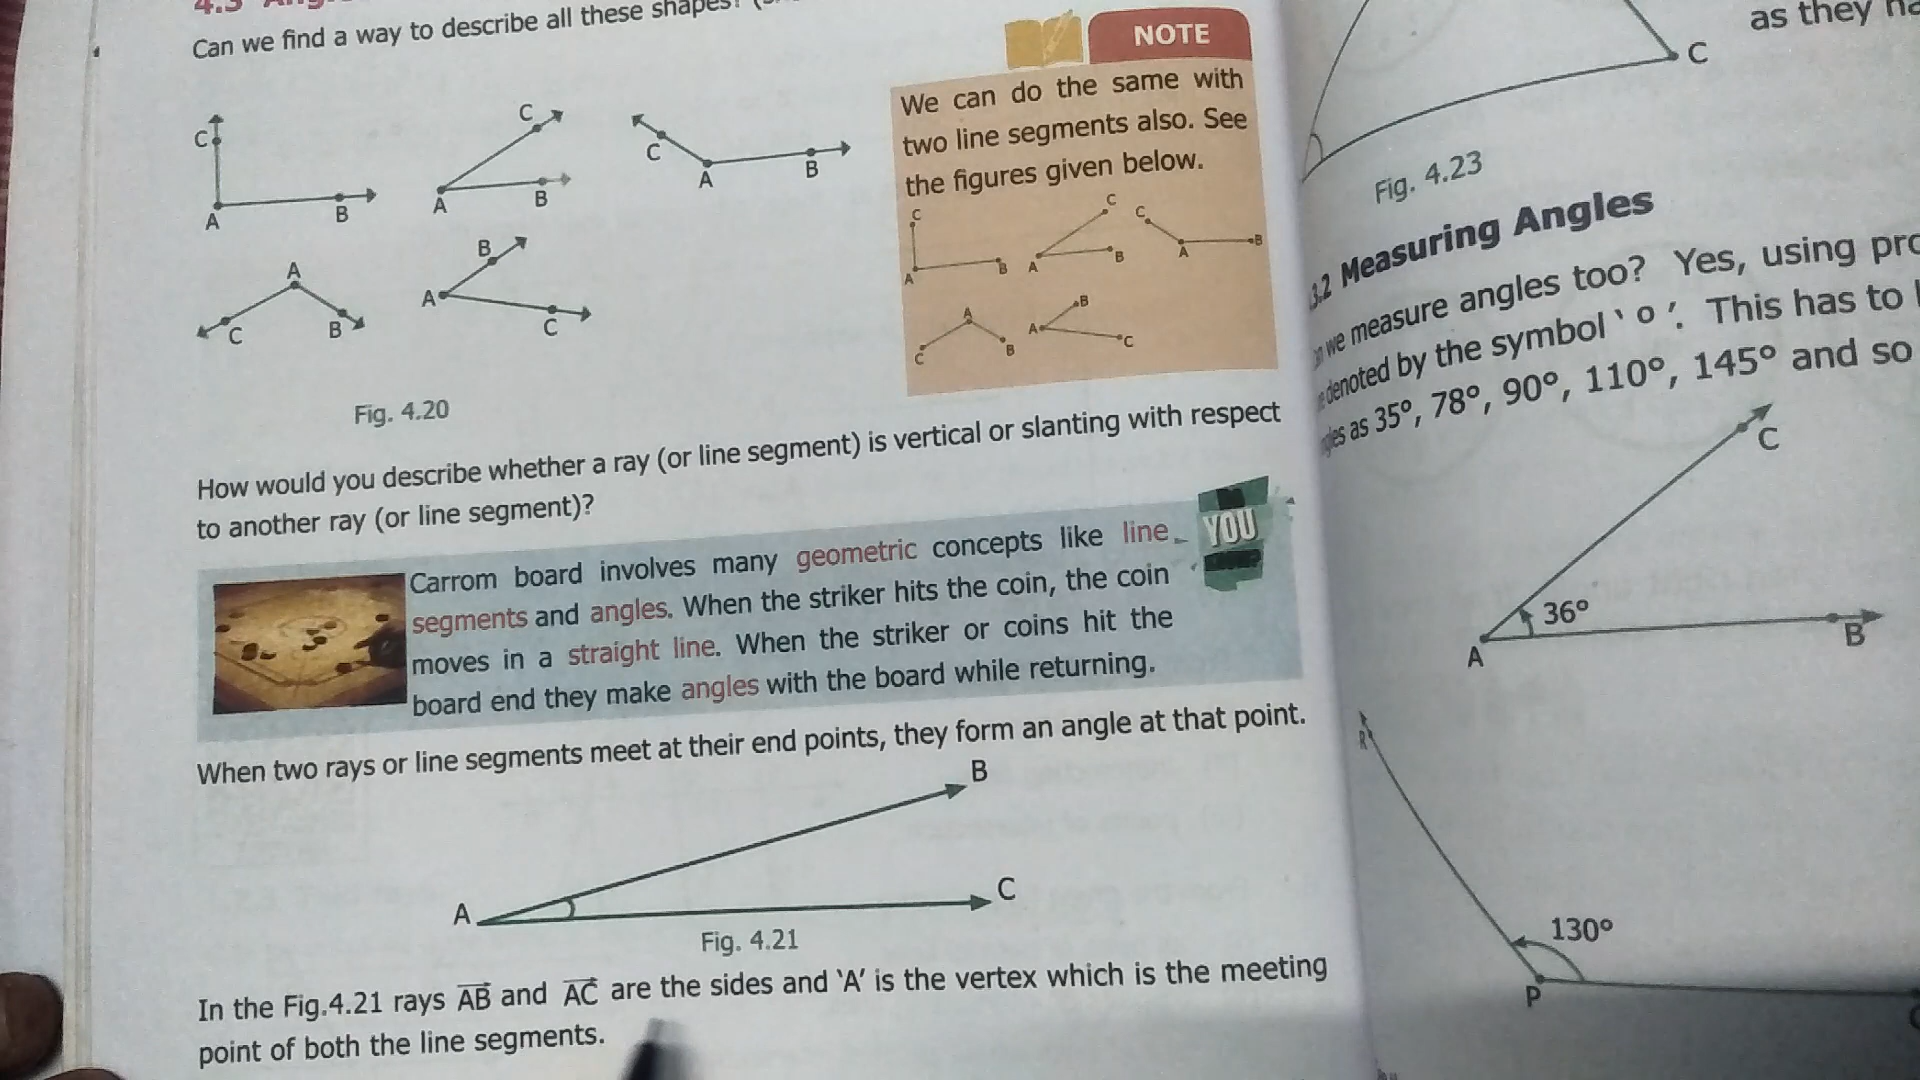 4.3
Can we find a way to describe all these shapes?
C
A
B
C
A
B
C
A
B
A
C
B
B
A
C
Fig. 4.20
NOTE
We can do the same with
two line segments also. See
the figures given below.
C
A
B
C
A
B
C
A
B
A
C
B
B
A
C
How would you describe whether a ray (or line segment) is vertical or slanting with respect
to another ray (or line segment)?
YOU
Carrom board involves many geometric concepts like line
segments and angles. When the striker hits the coin, the coin
moves in a straight line. When the striker or coins hit the
board end they make angles with the board while returning.
When two rays or line segments meet at their end points, they form an angle at that point.
B
A
C
Fig. 4.21
In the Fig.4.21 rays AB and AC are the sides and ‘A’ is the vertex which is the meeting
point of both the line segments.
as they
C
Fig. 4.23
3.2 Measuring Angles
we measure angles too? Yes, using
denoted by the symbol ‘ o ’. This has to
as 35°, 78°, 90°, 110°, 145° and so
C
36°
A
B
R
130°
P